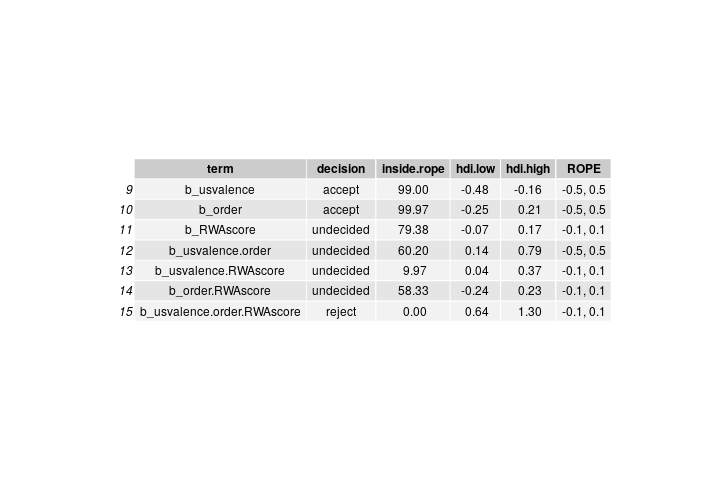 term decision inside.rope hdi.low hdi.high ROPE
9 b_usvalence accept 99.00 -0.48 -0.16 -0.5, 0.5
10 b_order accept 99.97 -0.25 0.21 -0.5, 0.5
11 b_RWAscore undecided 79.38 -0.07 0.17 -0.1, 0.1
12 b_usvalence.order undecided 60.20 0.14 0.79 -0.5, 0.5
13 b_usvalence.RWAscore undecided 9.97 0.04 0.37 -0.1, 0.1
14 b_order.RWAscore undecided 58.33 -0.24 0.23 -0.1, 0.1
15 b_usvalence.order.RWAscore reject 0.00 0.64 1.30 -0.1, 0.1